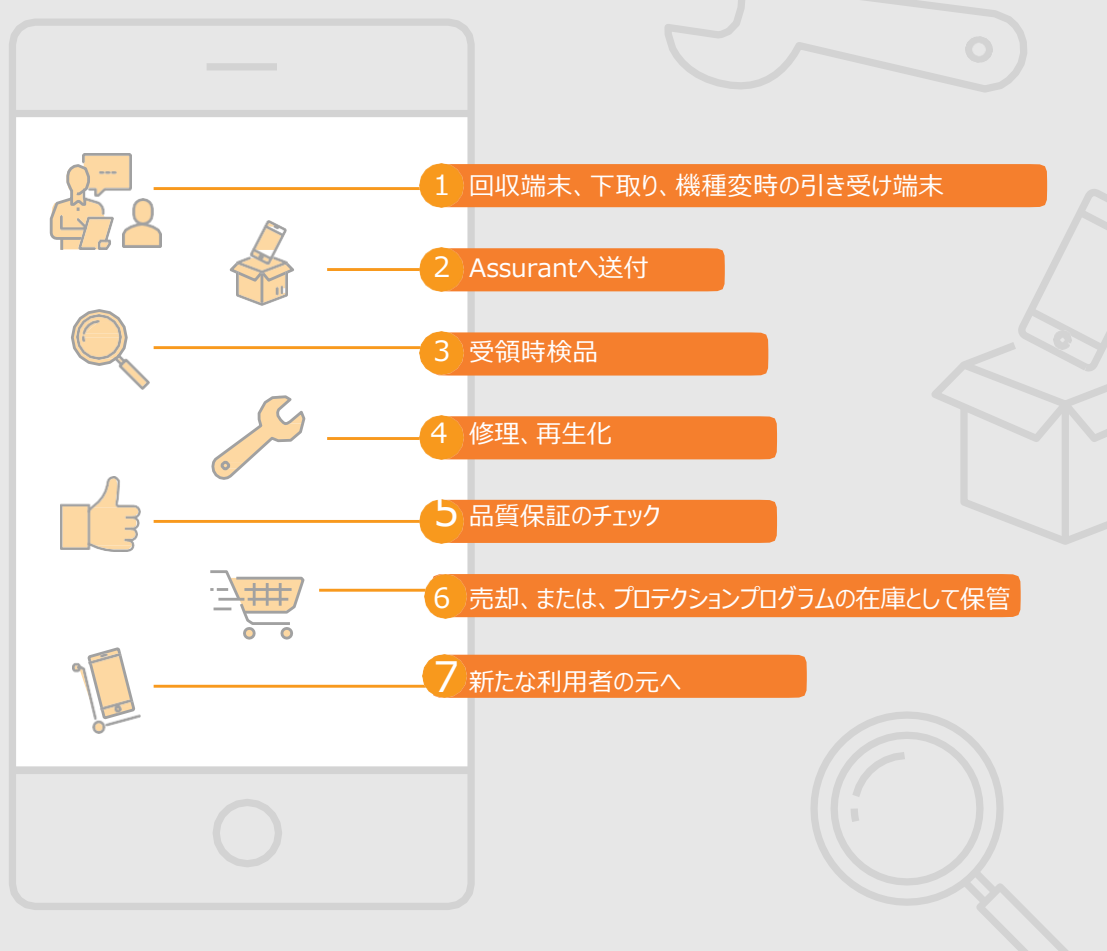 1 回収端末、下取り、機種変時の引き受け端末
2 Assurantへ送付
3 受領時検品
4 修理、再生化
5 品質保証のチェック
6 売却、または、プロテクションプログラムの在庫として保管
7 新たな利用者の元へ